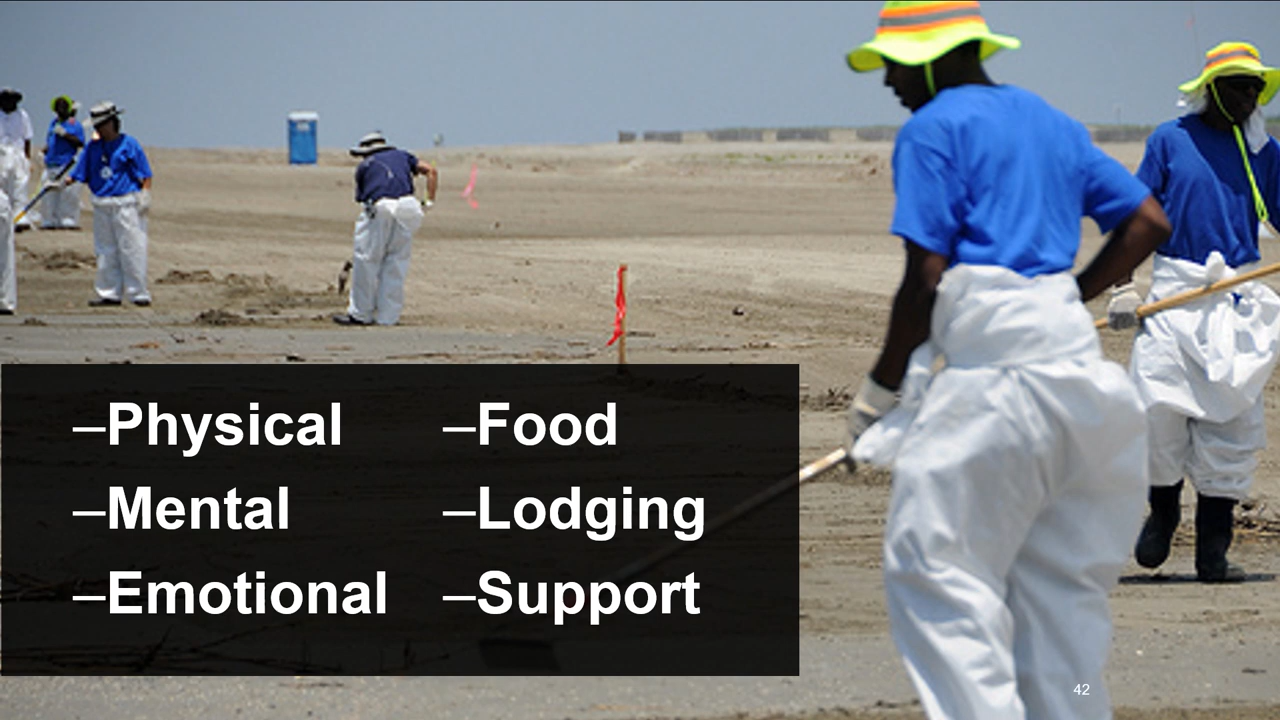 –Physical
–Mental
–Emotional
–Food
–Lodging
–Support
42